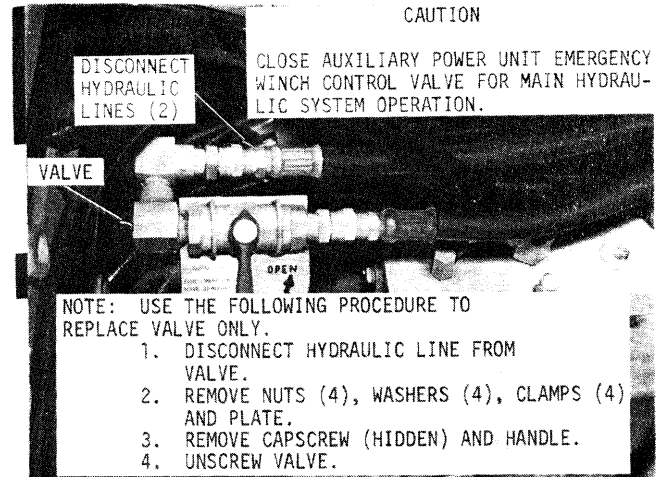 CAUTION
CLOSE AUXILIARY POWER UNIT EMERGENCY
WINCH CONTROL VALVE FOR MAIN HYDRAU-
LIC SYSTEM OPERATION.
DISCONNECT
HYDRAULIC
LINES (2)
VALVE
OPEN
NOTE: USE THE FOLLOWING PROCEDURE TO
REPLACE VALVE ONLY.
1. DISCONNECT HYDRAULIC LINE FROM
VALVE.
2. REMOVE NUTS (4), WASHERS (4), CLAMPS (4)
AND PLATE.
3. REMOVE CAPSCREW (HIDDEN) AND HANDLE.
4. UNSCREW VALVE.